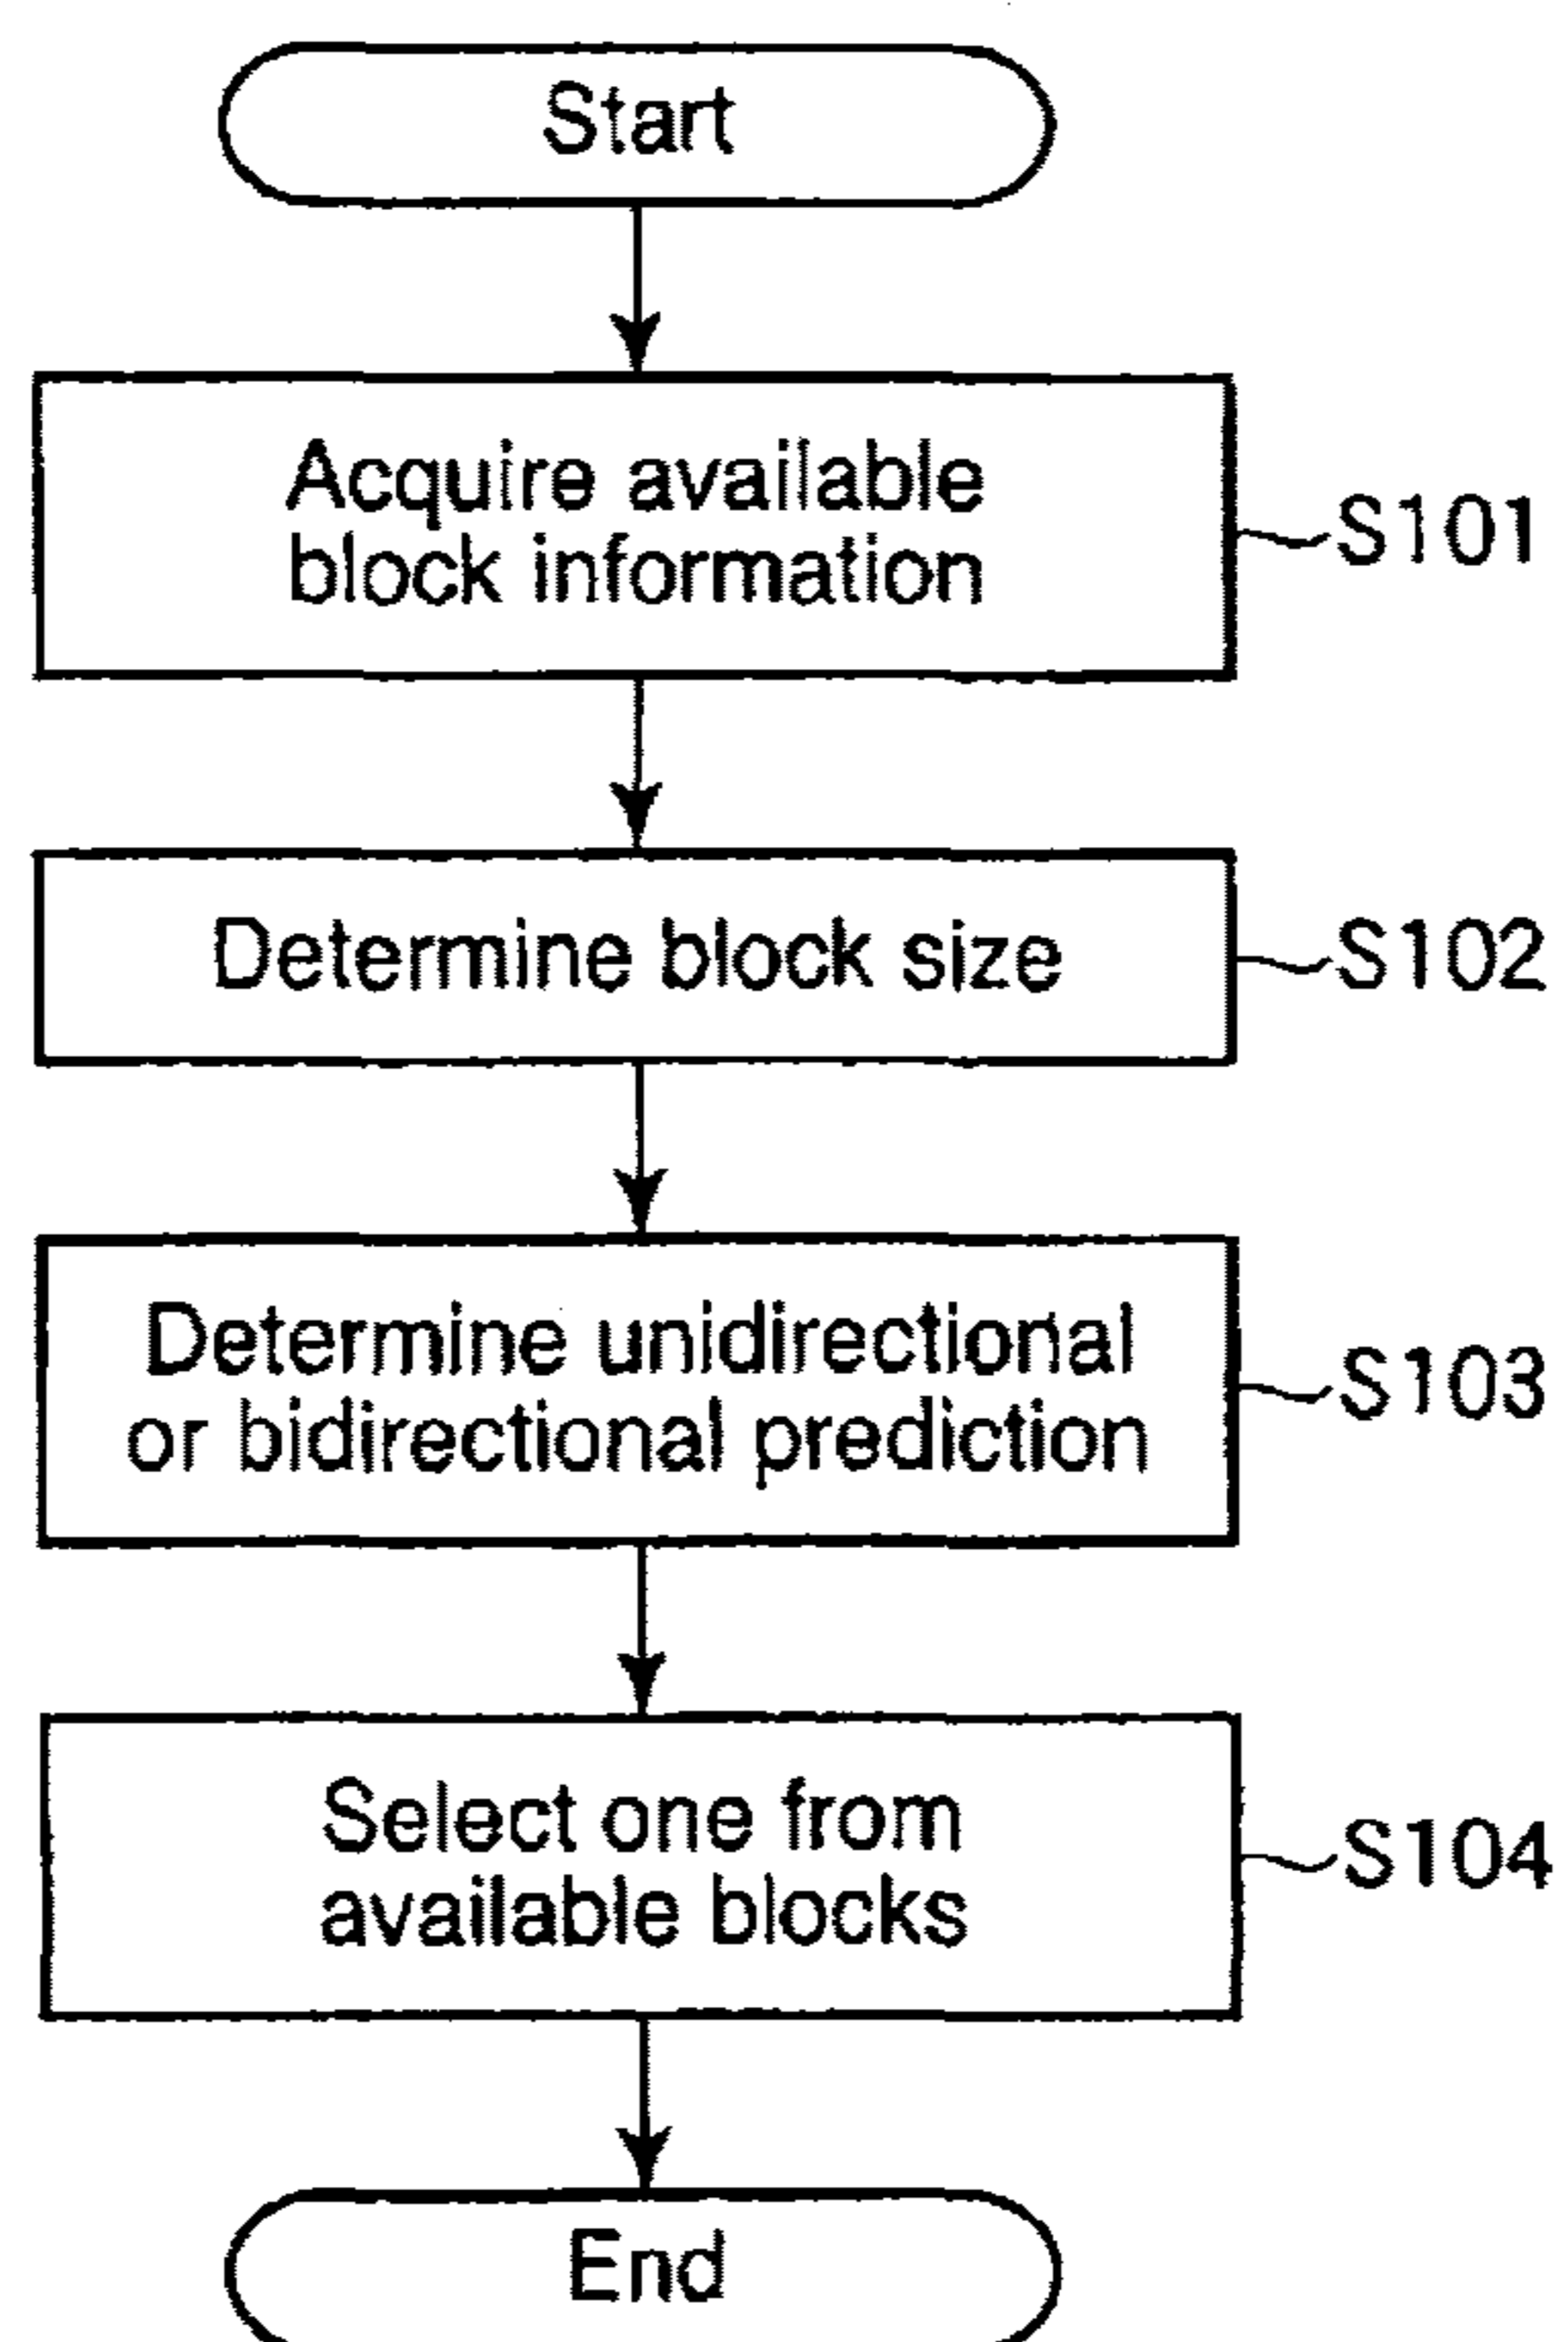 Start
Acquire available
block information
S101
Determine block size
S102
Determine unidirectional
or bidirectional prediction
S103
Select one from
available blocks
S104
End